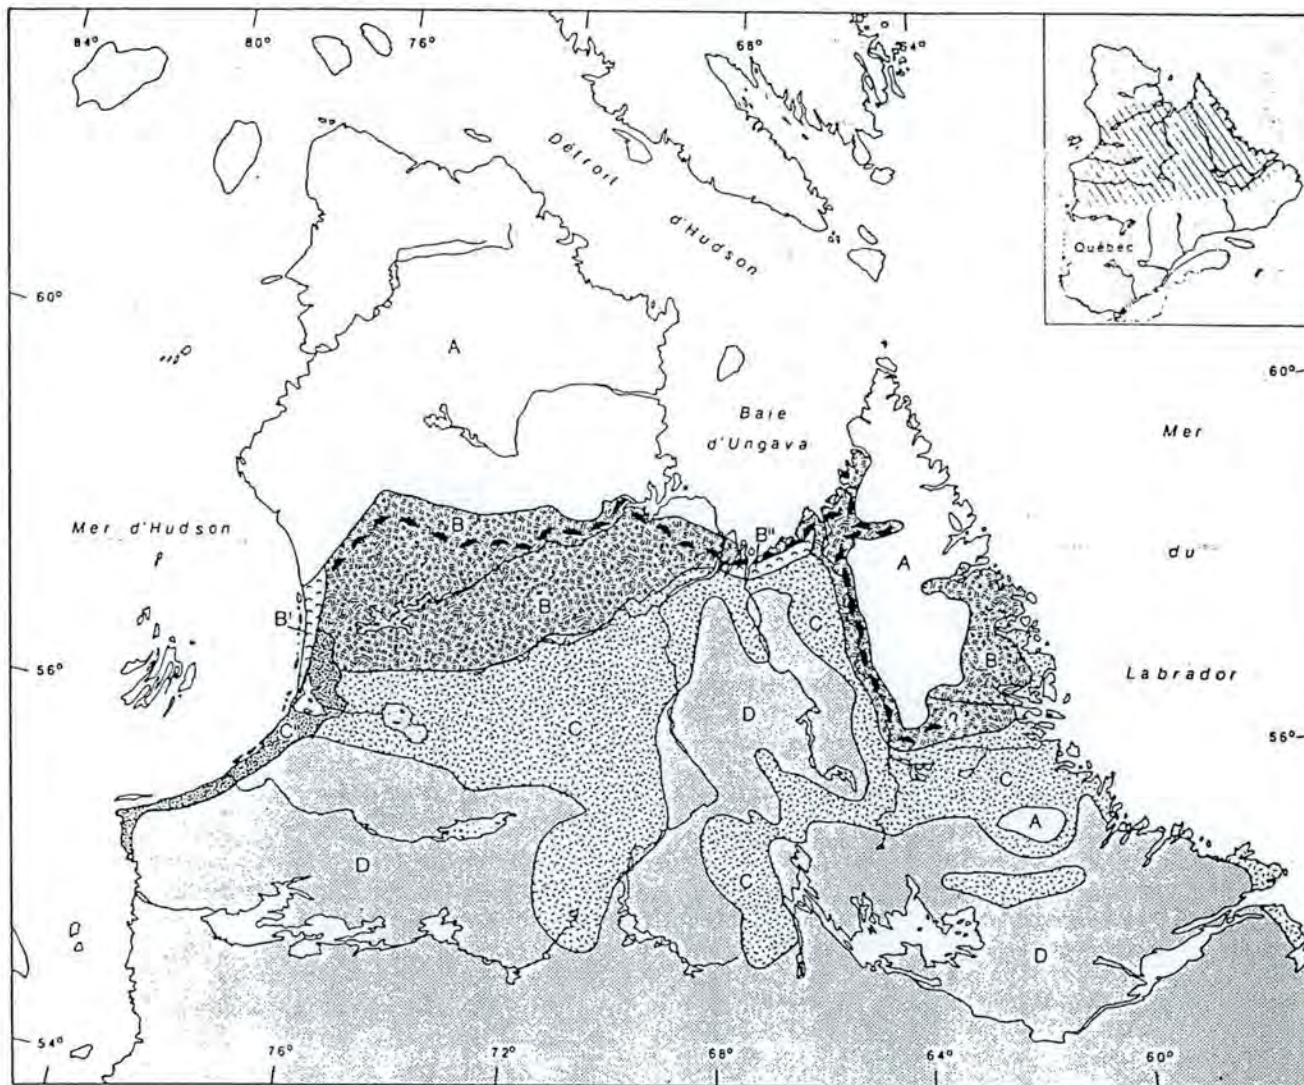 84°
80°
76°
68°
64°
Détroit
d'Hudson
Québec
60°
60°
A
Baie
d'Ungava
Mer
Mer d'Hudson
B
B"
A
du
B'
B
C
B
56°
Labrador
?
C
C
D
56°
A
D
C
D
54°
76°
72°
68°
64°
60°